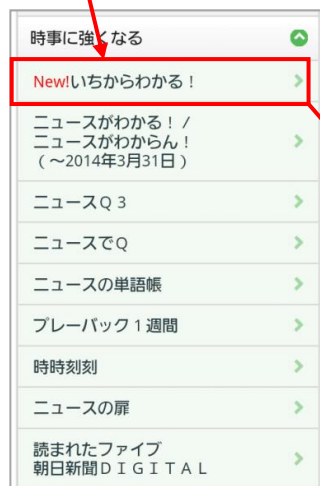 時事に強くなる
New!いちからわかる！
ニュースがわかる！/
ニュースがわからん！
(～2014年3月31日)
ニュースQ3
ニュースでQ
ニュースの単語帳
プレーバック1週間
時時刻刻
ニュースの扉
読まれたファイブ
朝日新聞ＤＩＧＩＴＡＬ